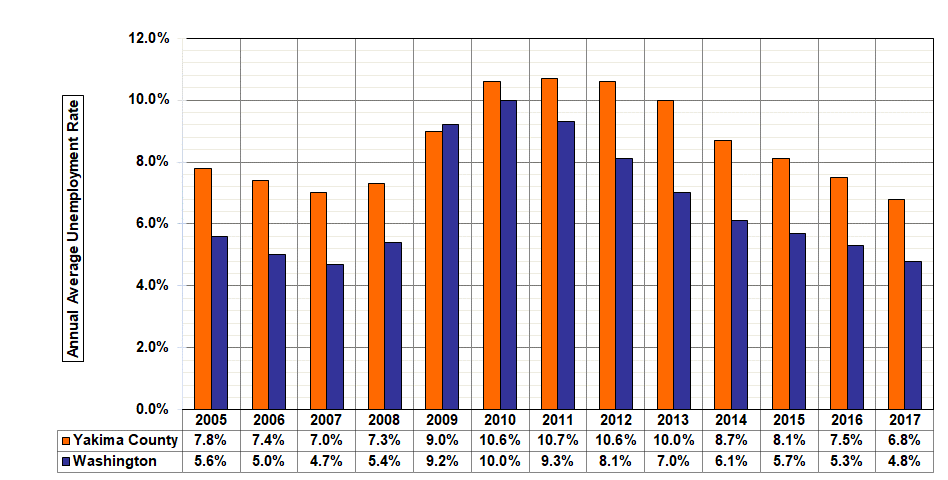 12.0%
10.0%
8.0%
6.0%
4.0%
2.0%
0.0%
Annual Average Unemployment Rate
2005 2006 2007 2008 2009 2010 2011 2012 2013 2014 2015 2016 2017
Yakima County 7.8% 7.4% 7.0% 7.3% 9.0% 10.6% 10.7% 10.6% 10.0% 8.7% 8.1% 7.5% 6.8%
Washington 5.6% 5.0% 4.7% 5.4% 9.2% 10.0% 9.3% 8.1% 7.0% 6.1% 5.7% 5.3% 4.8%